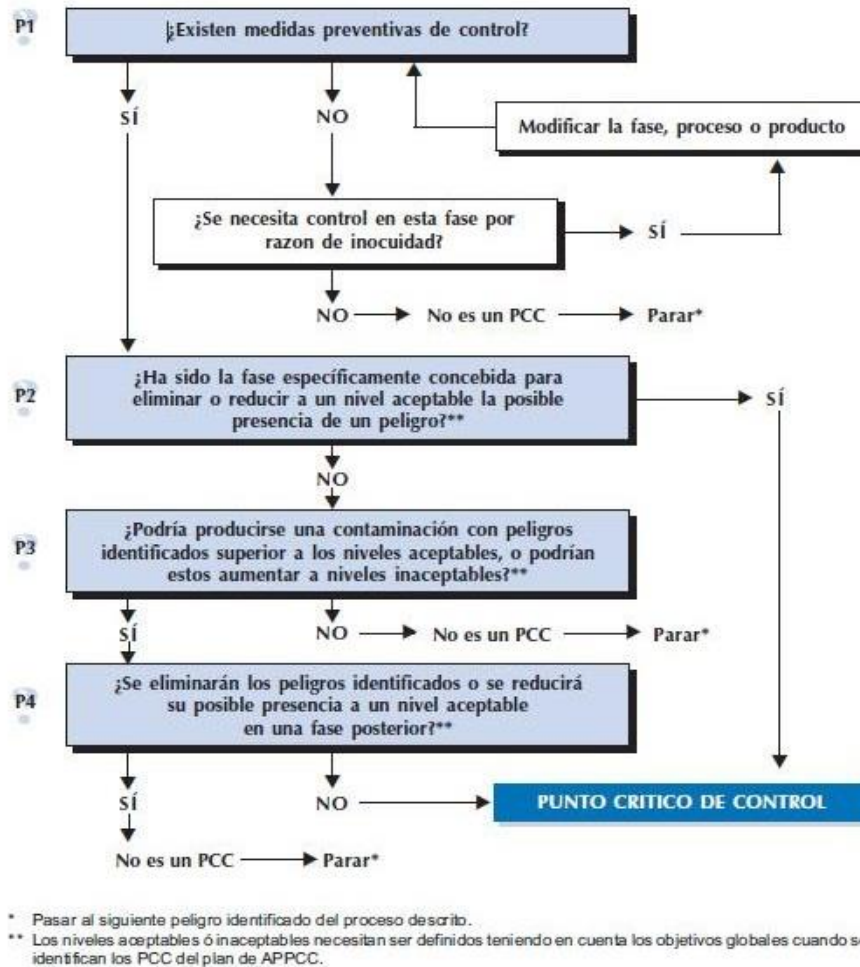 P1
¿Existen medidas preventivas de control?
SÍ
NO
Modificar la fase, proceso o producto
¿Se necesita control en esta fase por
razon de inocuidad?
SÍ
NO
No es un PCC
Parar*
P2
¿Ha sido la fase específicamente concebida para
eliminar o reducir a un nivel aceptable la posible
presencia de un peligro?**
SÍ
NO
P3
¿Podría producirse una contaminación con peligros
identificados superior a los niveles aceptables, o podrían
estos aumentar a niveles inaceptables?**
SÍ
NO
No es un PCC
Parar*
P4
¿Se eliminarán los peligros identificados o se reducirá
su posible presencia a un nivel aceptable
en una fase posterior?**
SÍ
NO
PUNTO CRITICO DE CONTROL
No es un PCC
Parar*
* Pasar al siguiente peligro identificado del proceso descrito.
** Los niveles aceptables ó inaceptables necesitan ser definidos teniendo en cuenta los objetivos globales cuando se
identifican los PCC del plan de APPCC.